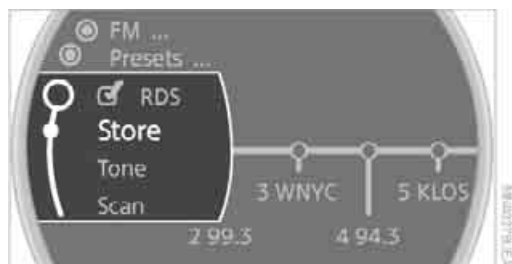 FM ...
Presets ...
RDS
Store
Tone
Scan
3 WNYC
5 KLOS
2 99.3
4 94.3